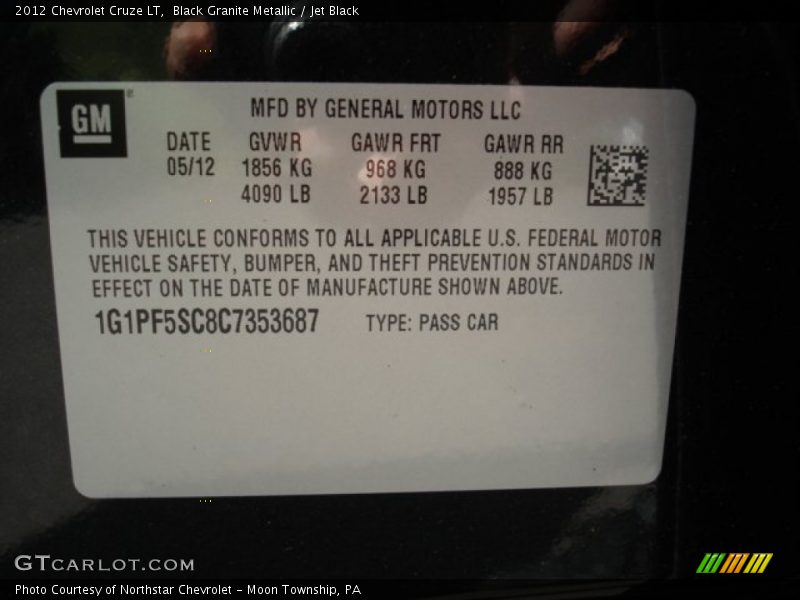 2012 Chevrolet Cruze LT,  Black Granite Metallic / Jet Black
GM ®
MFD BY GENERAL MOTORS LLC
DATE GVWR GAWR FRT GAWR RR
05/12 1856 KG 968 KG 888 KG
4090 LB 2133 LB 1957 LB
THIS VEHICLE CONFORMS TO ALL APPLICABLE U.S. FEDERAL MOTOR
VEHICLE SAFETY, BUMPER, AND THEFT PREVENTION STANDARDS IN
EFFECT ON THE DATE OF MANUFACTURE SHOWN ABOVE.
1G1PF5SC8C7353687 TYPE: PASS CAR
GTCARLOT.COM
Photo Courtesy of Northstar Chevrolet - Moon Township, PA